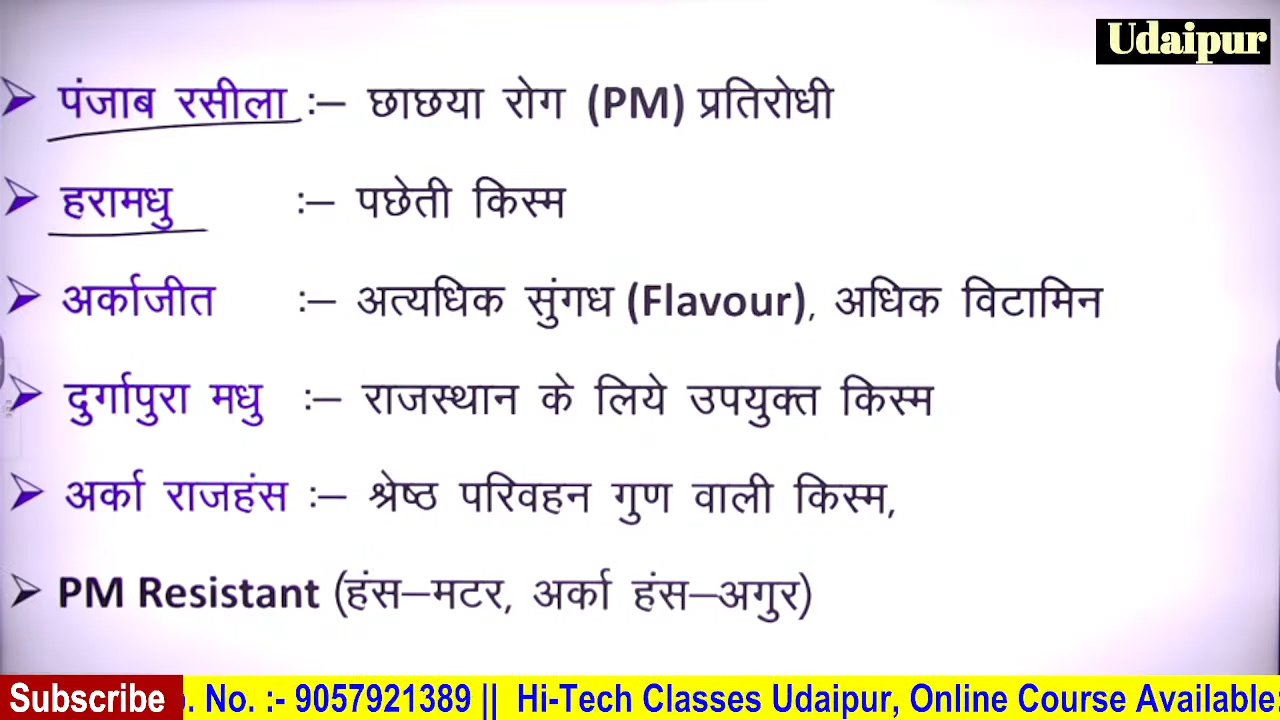 Udaipur
➤ पंजाब रसीला :– छाछया रोग (PM) प्रतिरोधी
➤ हरामधु :– पछेती किस्म
➤ अर्काजीत :– अत्यधिक सुंगध (Flavour), अधिक विटामिन
➤ दुर्गापुरा मधु :– राजस्थान के लिये उपयुक्त किस्म
➤ अर्का राजहंस :– श्रेष्ठ परिवहन गुण वाली किस्म,
➤ PM Resistant (हंस–मटर, अर्का हंस–अगुर)
Subscribe o. No. :- 9057921389 || Hi-Tech Classes Udaipur, Online Course Available: